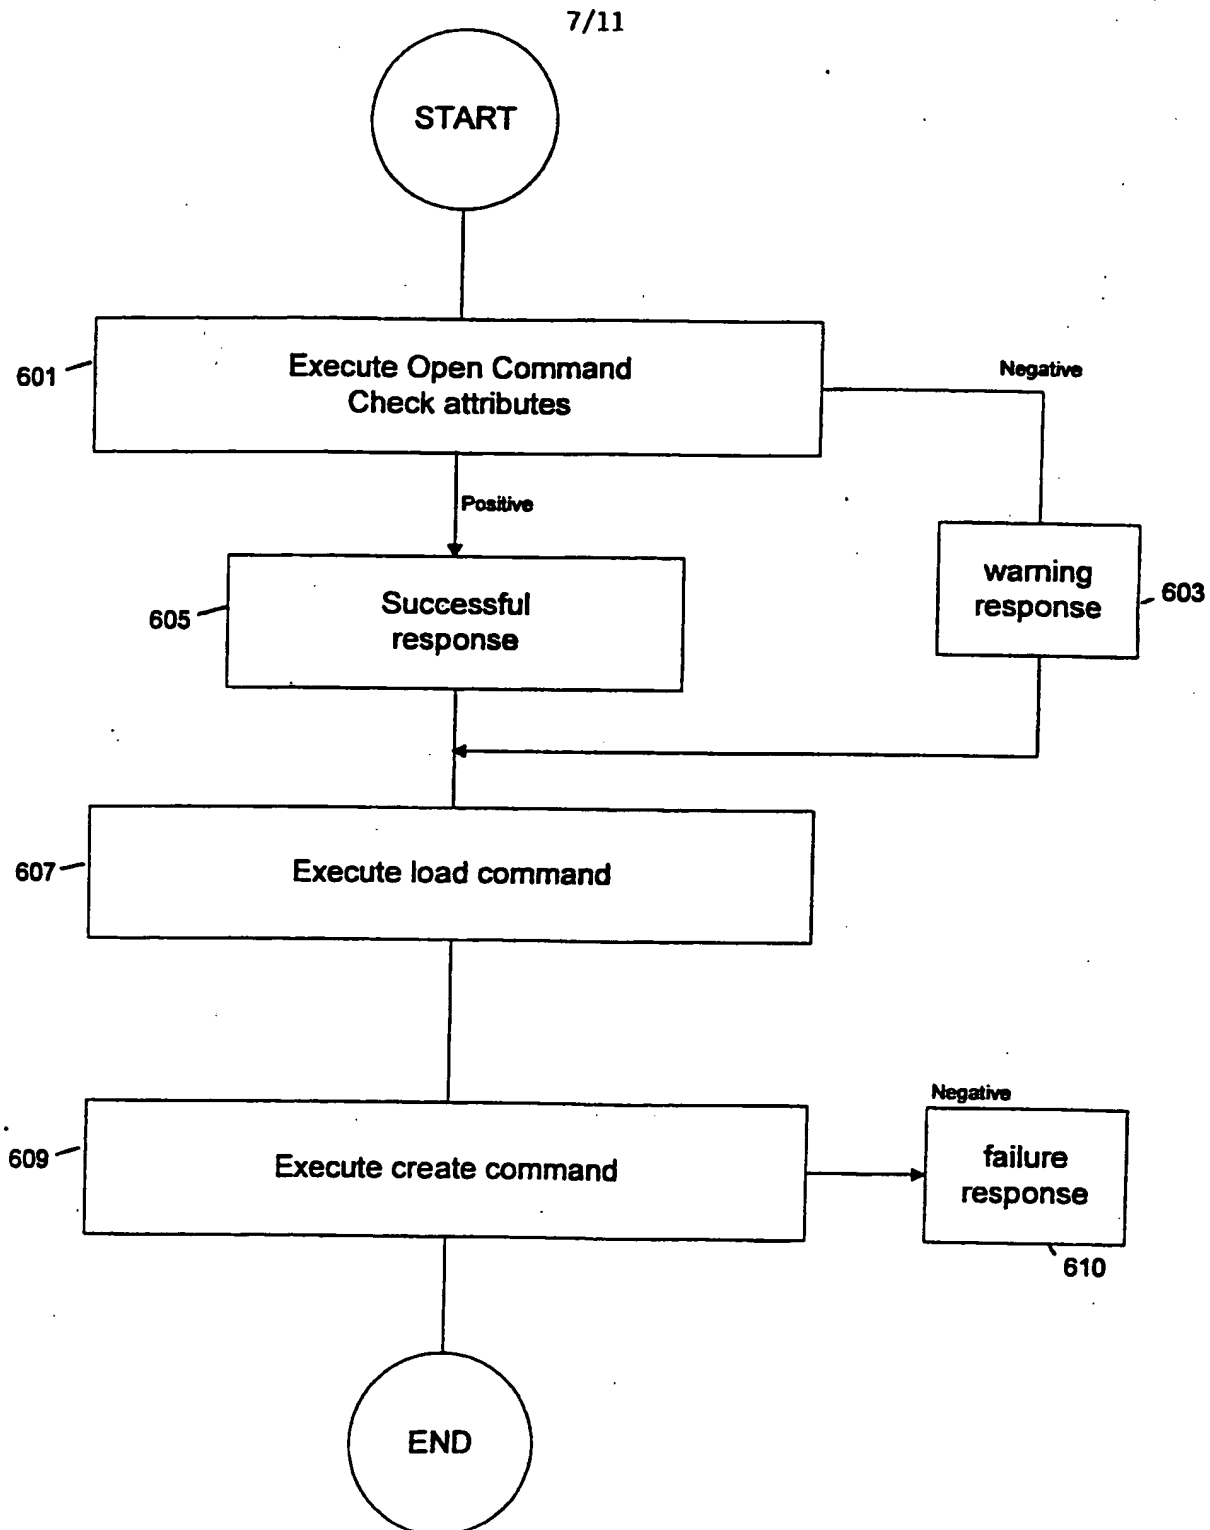 7/11
START
601
Execute Open Command
Check attributes
Negative
Positive
605
Successful
response
warning
response
603
607
Execute load command
609
Execute create command
Negative
failure
response
610
END